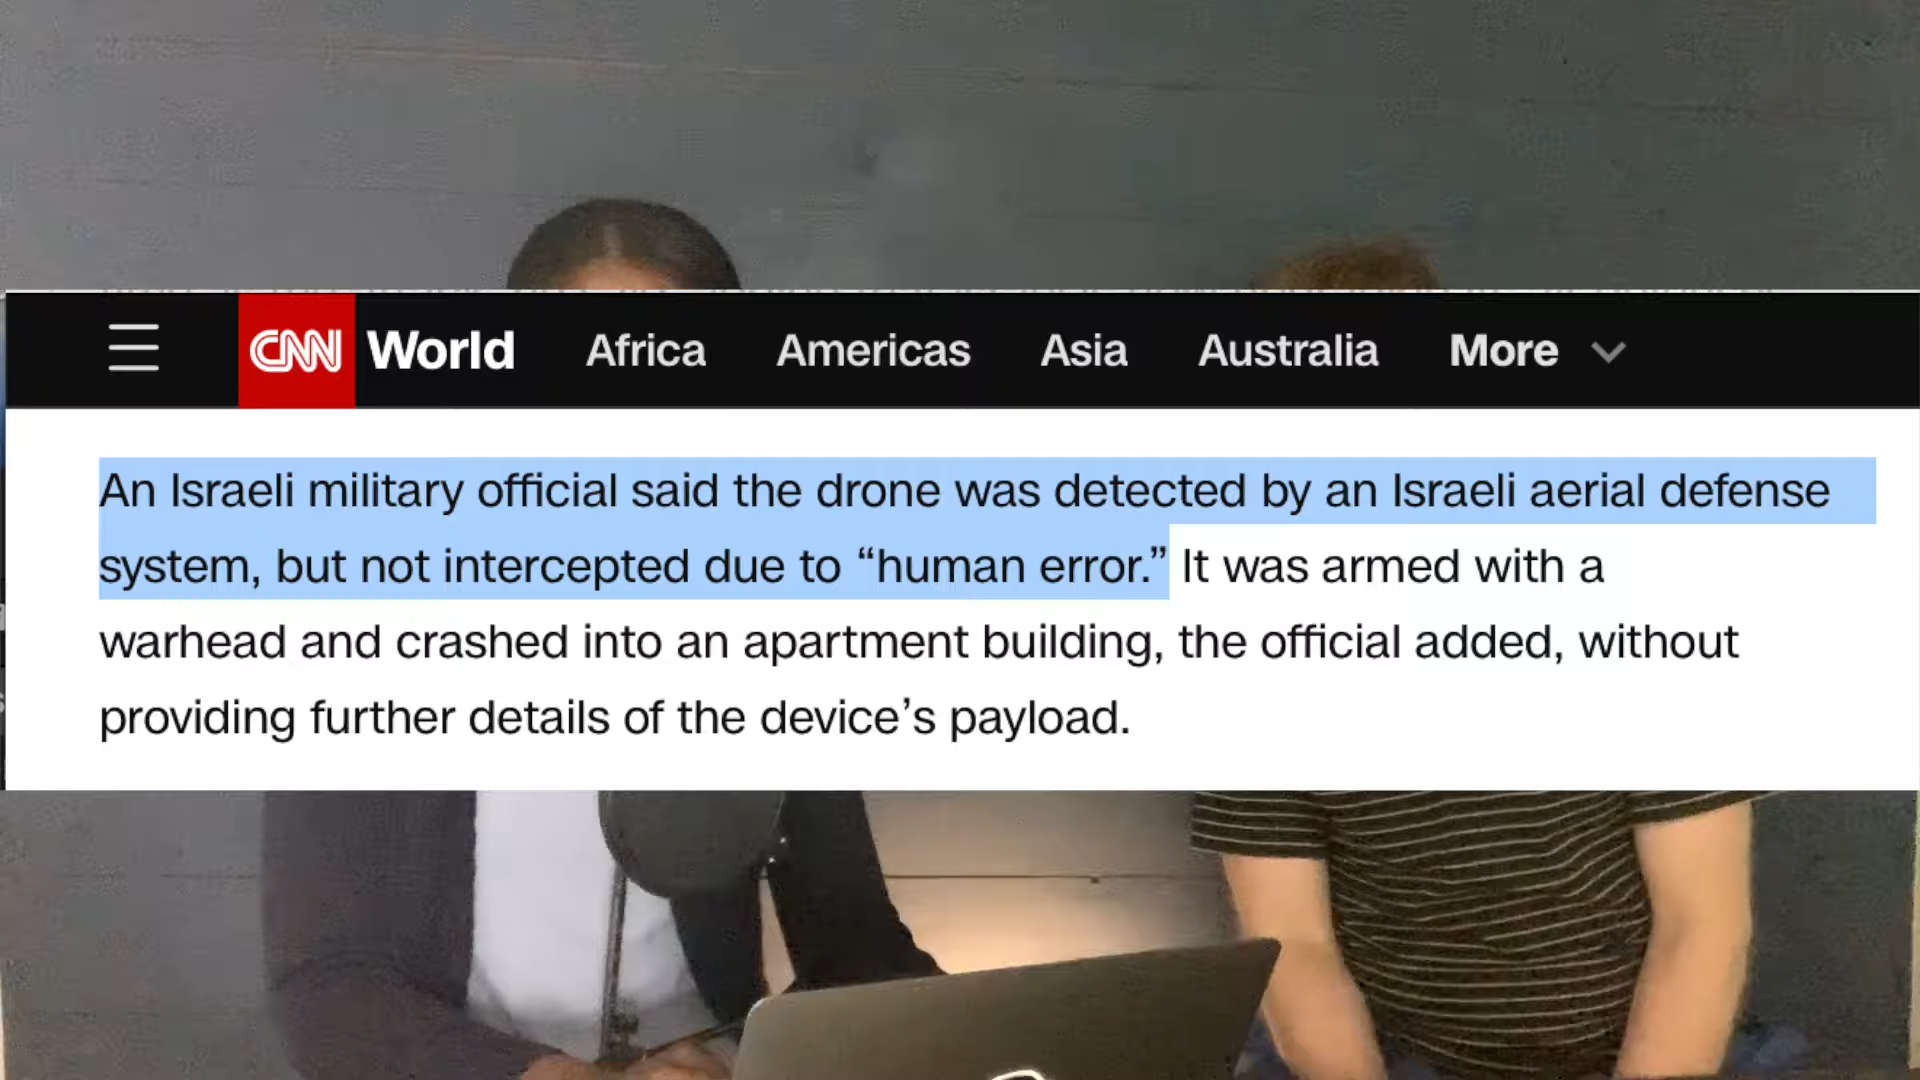 CNN World Africa Americas Asia Australia More
An Israeli military official said the drone was detected by an Israeli aerial defense
system, but not intercepted due to “human error.” It was armed with a
warhead and crashed into an apartment building, the official added, without
providing further details of the device’s payload.